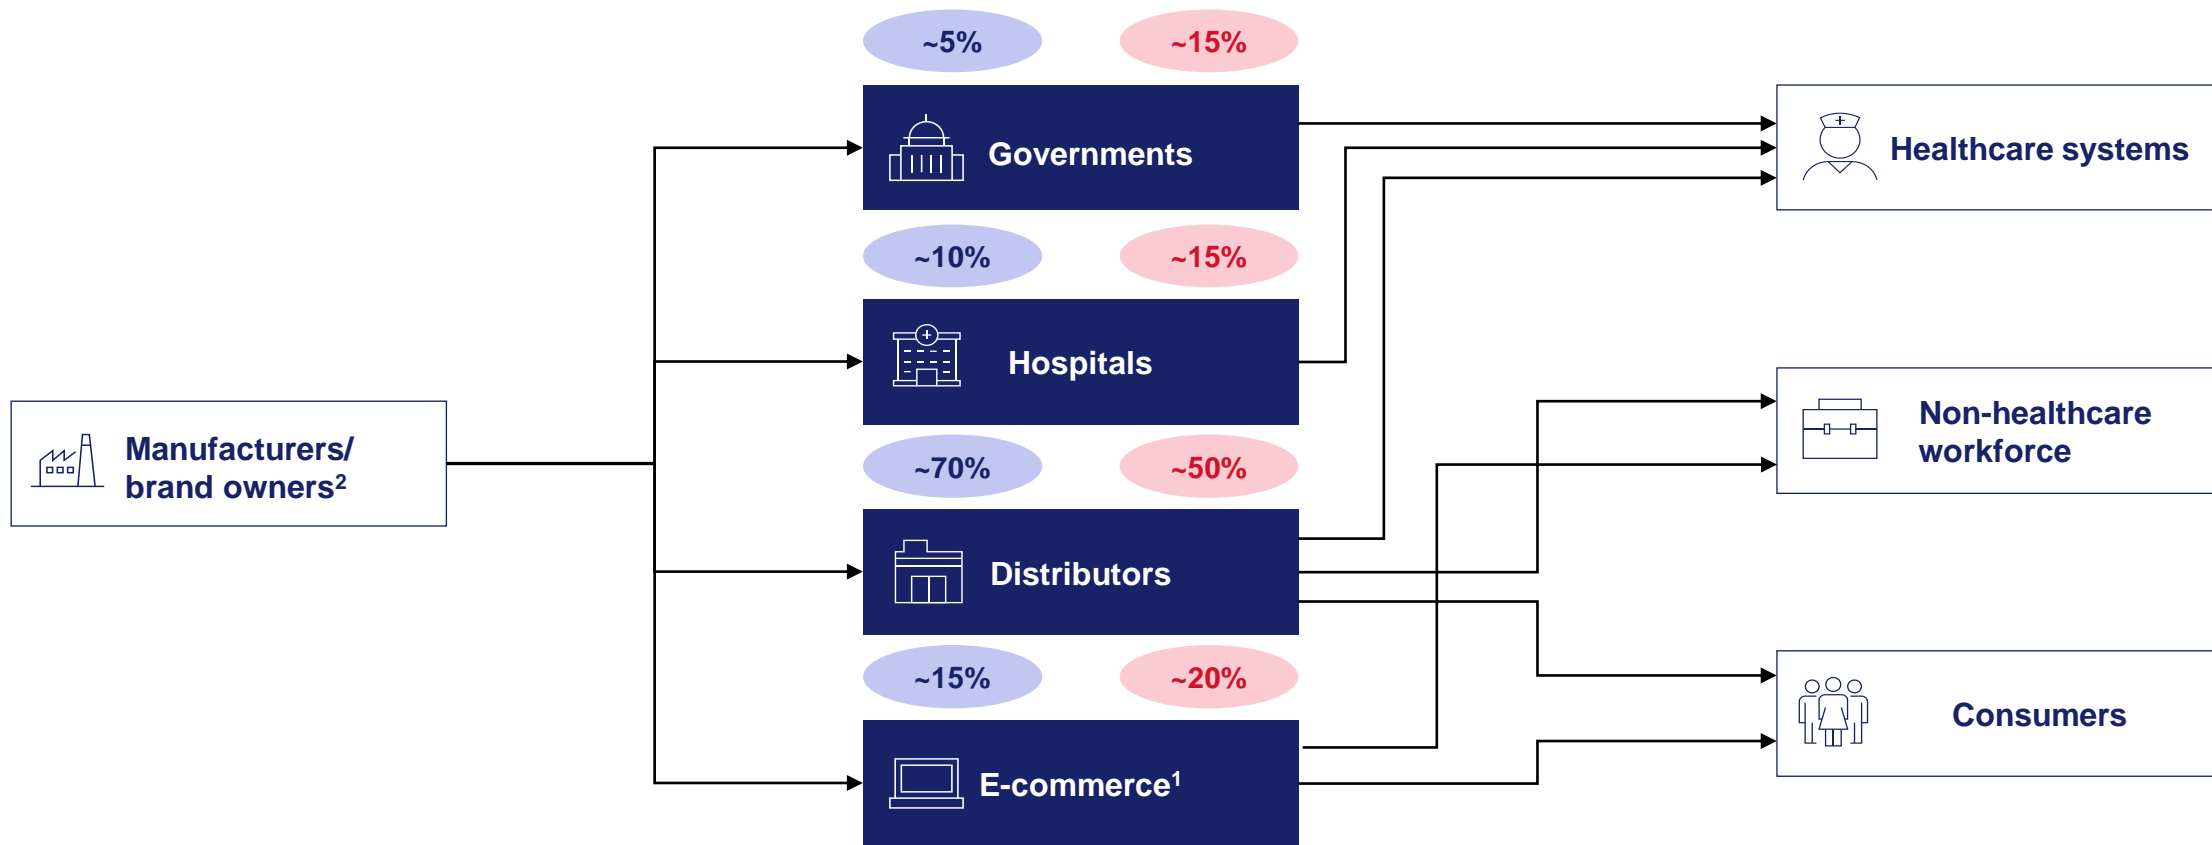 ~5%
~15%
Governments
Healthcare systems
~10%
~15%
Hospitals
Manufacturers/
brand owners²
~70%
~50%
Non-healthcare
workforce
Distributors
~15%
~20%
Consumers
E-commerce¹